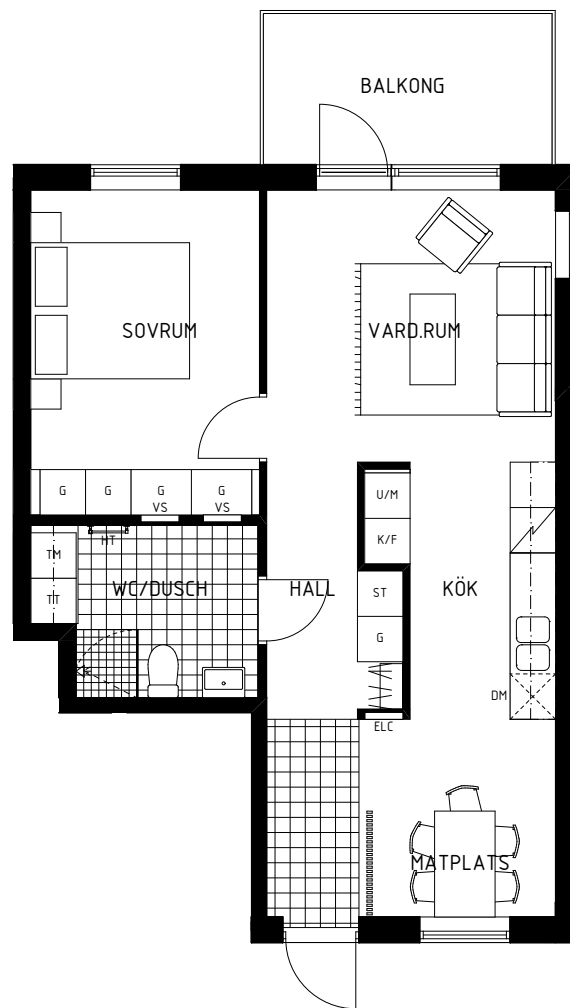 BALKONG
SOVRUM
VARD.RUM
G
G
G
G
VS
VS
U/M
K/F
HT
TM
TT
WC/DUSCH
HALL
ST
G
KÖK
DM
ELC
MATPLATS